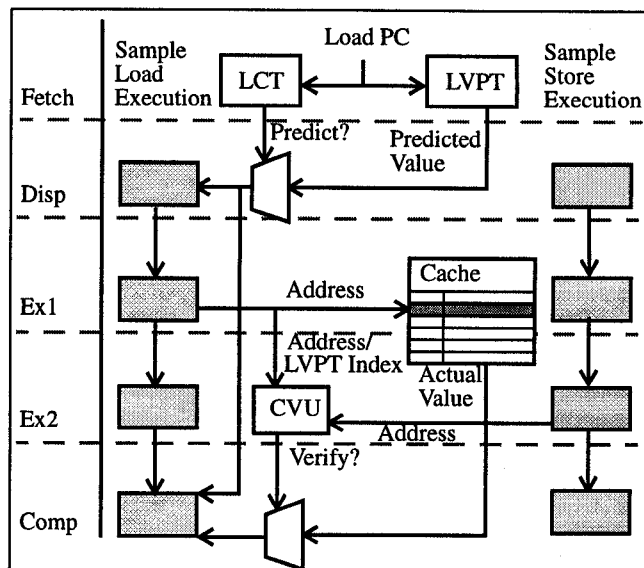 Sample
Load
Execution
Load PC
Sample
Store
Execution
LCT
LVPT
Fetch
Predict?
Predicted
Value
Disp
Cache
Ex1
Address
Address/
LVPT Index
Actual
Value
CVU
Ex2
Address
Verify?
Comp